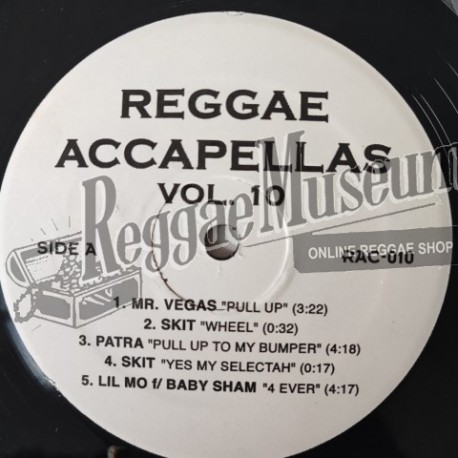 REGGAE
ACCAPELLAS
VOL. 10
ReggaeMuseum
ONLINE REGGAE SHOP
SIDE A
RAC-010
1. MR. VEGAS "PULL UP" (3:22)
2. SKIT "WHEEL" (0:32)
3. PATRA "PULL UP TO MY BUMPER" (4:18)
4. SKIT "YES MY SELECTAH" (0:17)
5. LIL MO f/ BABY SHAM "4 EVER" (4:17)